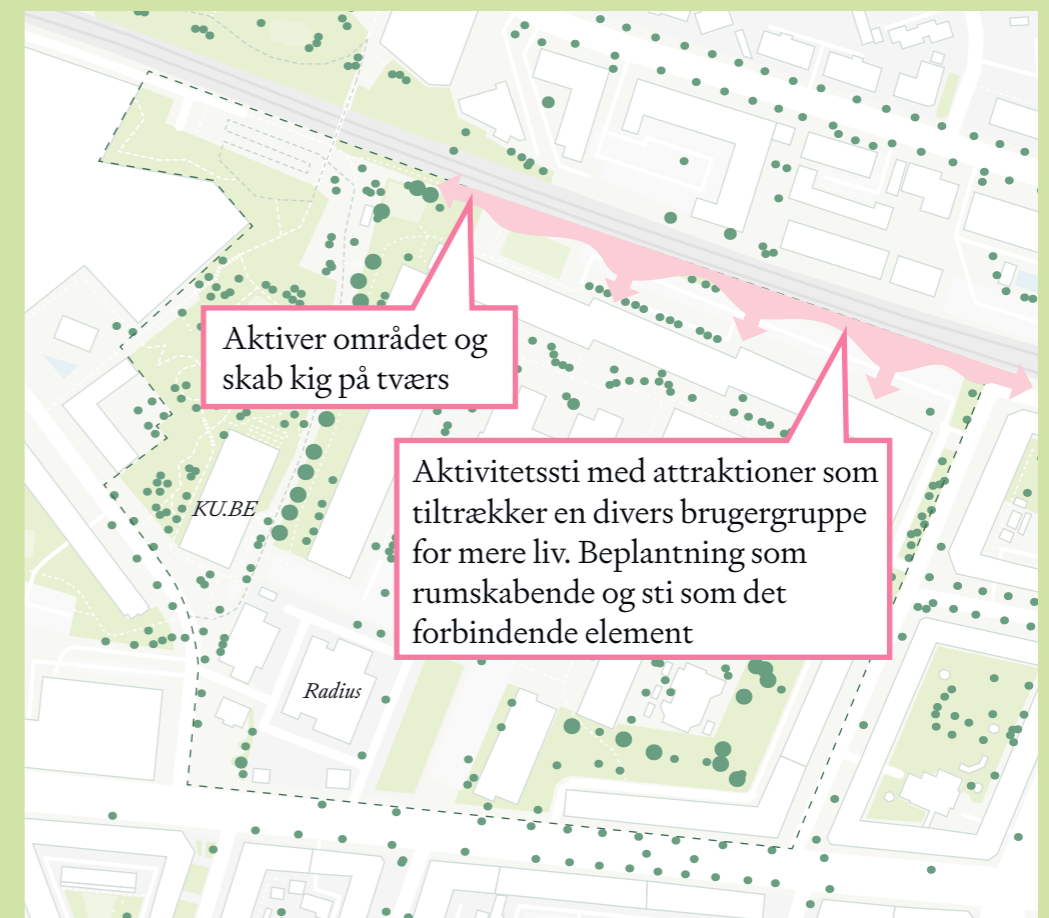 Aktiver området og
skab kig på tværs
Aktivitetssti med attraktioner som
tiltrækker en divers brugergruppe
for mere liv. Beplantning som
rumskabende og sti som det
forbindende element
KU.BE
Radius